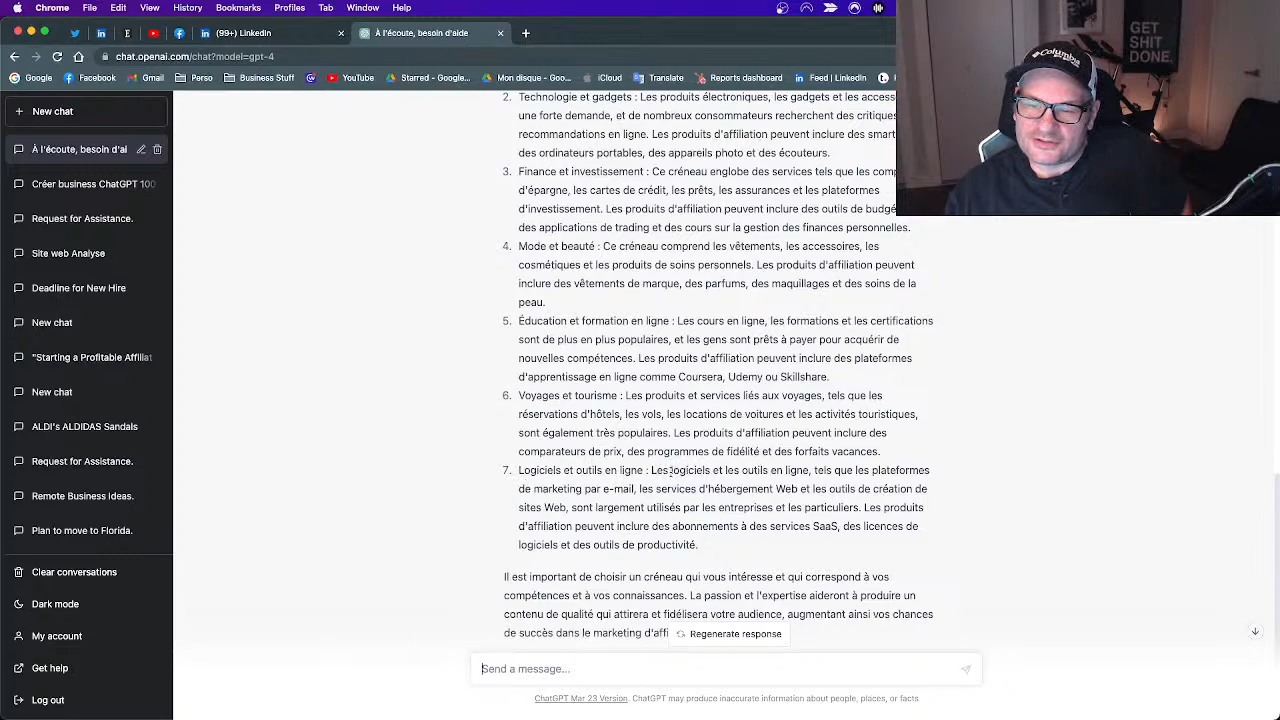 Chrome File Edit View History Bookmarks Profiles Tab Window Help
(99+) LinkedIn
À l'écoute, besoin d'aide
chat.openai.com/chat?model=gpt-4
Google Facebook Gmail Perso Business Stuff YouTube Starred - Google... Mon disque - Goog... iCloud Translate Reports dashboard Feed | LinkedIn
Columbia
GET
SHIT
DONE.
New chat
À l'écoute, besoin d'ai
Créer business ChatGPT 100
Request for Assistance.
Site web Analyse
Deadline for New Hire
New chat
"Starting a Profitable Affiliat
New chat
ALDI's ALDIDAS Sandals
Request for Assistance.
Remote Business Ideas.
Plan to move to Florida.
Clear conversations
Dark mode
My account
Get help
Log out
2. Technologie et gadgets : Les produits électroniques, les gadgets et les access
une forte demande, et de nombreux consommateurs recherchent des critiques
recommandations en ligne. Les produits d'affiliation peuvent inclure des smart
des ordinateurs portables, des appareils photo et des écouteurs.
3. Finance et investissement : Ce créneau englobe des services tels que les com
d'épargne, les cartes de crédit, les prêts, les assurances et les plateformes
d'investissement. Les produits d'affiliation peuvent inclure des outils de budgé
des applications de trading et des cours sur la gestion des finances personnelles.
4. Mode et beauté : Ce créneau comprend les vêtements, les accessoires, les
cosmétiques et les produits de soins personnels. Les produits d'affiliation peuvent
inclure des vêtements de marque, des parfums, des maquillages et des soins de la
peau.
5. Éducation et formation en ligne : Les cours en ligne, les formations et les certifications
sont de plus en plus populaires, et les gens sont prêts à payer pour acquérir de
nouvelles compétences. Les produits d'affiliation peuvent inclure des plateformes
d'apprentissage en ligne comme Coursera, Udemy ou Skillshare.
6. Voyages et tourisme : Les produits et services liés aux voyages, tels que les
réservations d'hôtels, les vols, les locations de voitures et les activités touristiques,
sont également très populaires. Les produits d'affiliation peuvent inclure des
comparateurs de prix, des programmes de fidélité et des forfaits vacances.
7. Logiciels et outils en ligne : Les logiciels et les outils en ligne, tels que les plateformes
de marketing par e-mail, les services d'hébergement Web et les outils de création de
sites Web, sont largement utilisés par les entreprises et les particuliers. Les produits
d'affiliation peuvent inclure des abonnements à des services SaaS, des licences de
logiciels et des outils de productivité.
Il est important de choisir un créneau qui vous intéresse et qui correspond à vos
compétences et à vos connaissances. La passion et l'expertise aideront à produire un
contenu de qualité qui attirera et fidélisera votre audience, augmentant ainsi vos chances
de succès dans le marketing d'affi
Regenerate response
Send a message...
ChatGPT Mar 23 Version. ChatGPT may produce inaccurate information about people, places, or facts